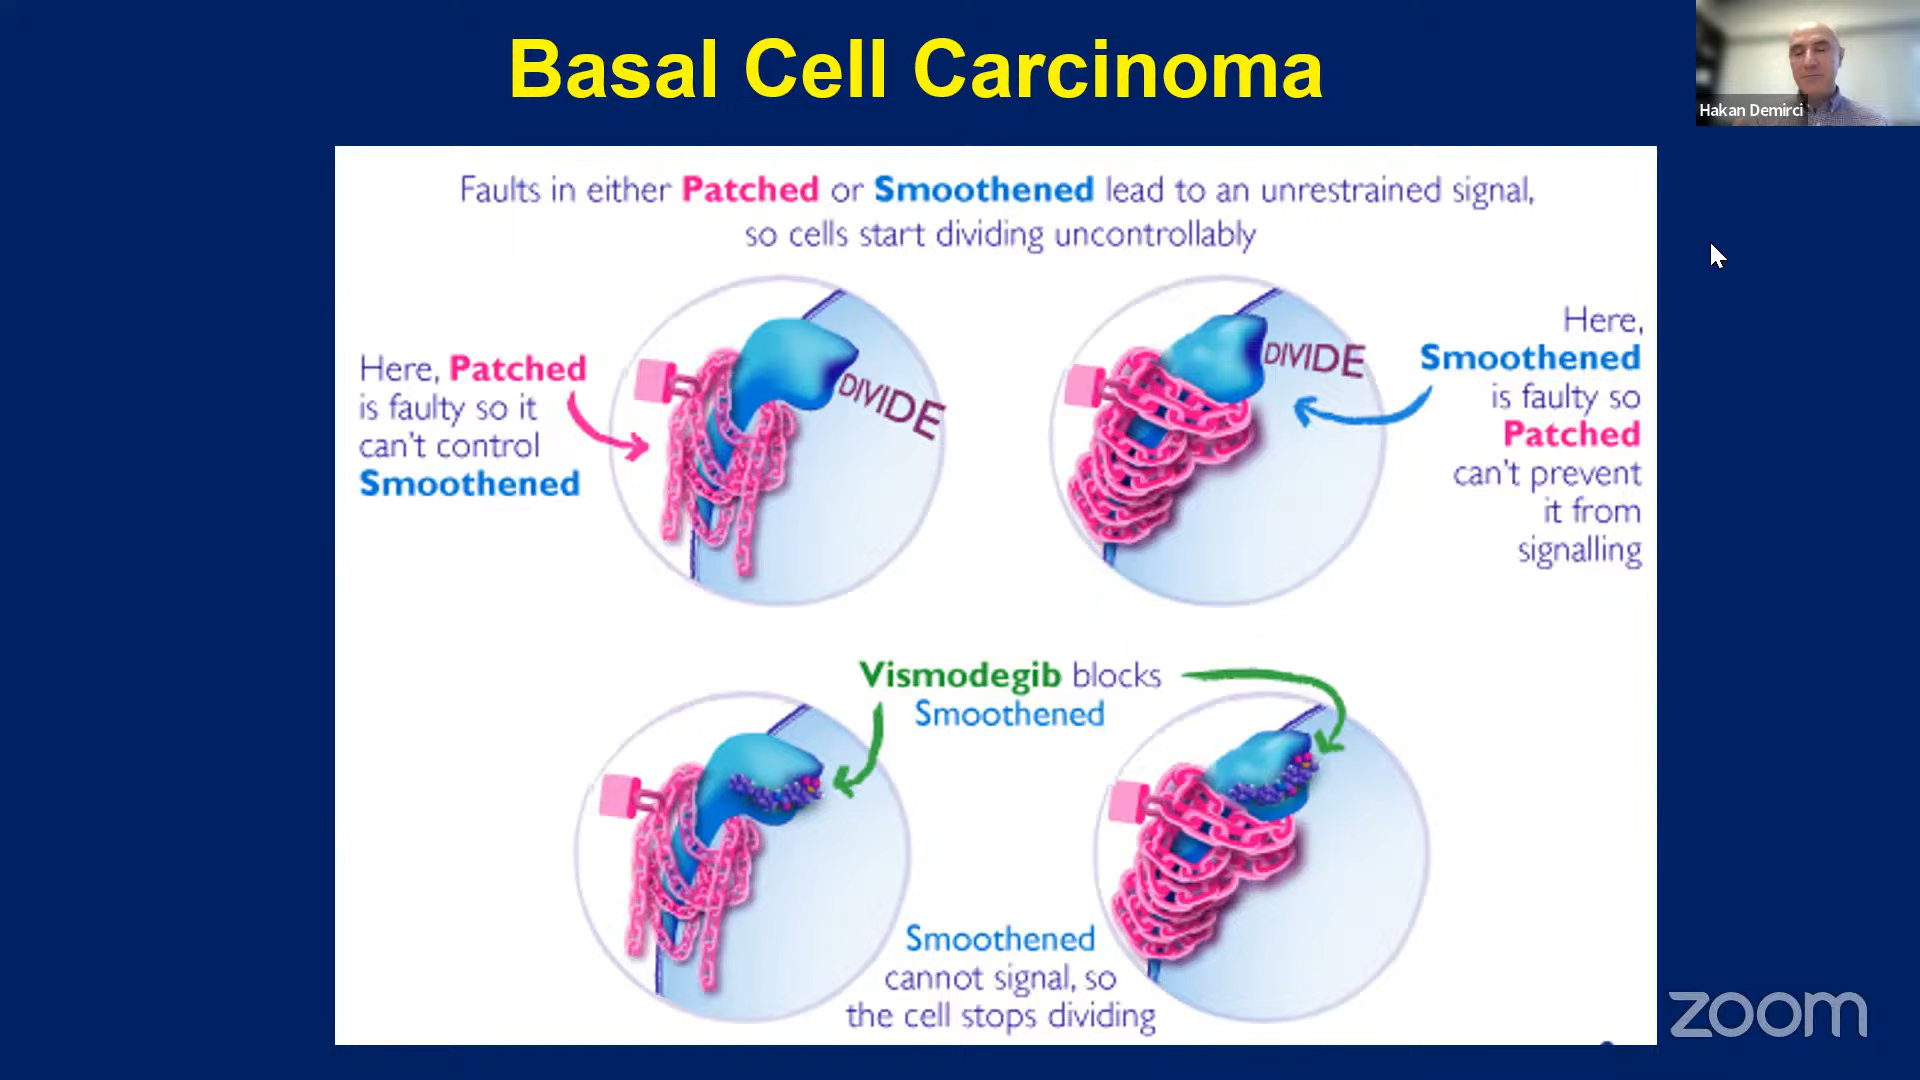 Basal Cell Carcinoma
Hakan Demirci
Faults in either Patched or Smoothened lead to an unrestrained signal,
so cells start dividing uncontrollably
Here, Patched
is faulty so it
can't control
Smoothened
DIVIDE
DIVIDE
Here,
Smoothened
is faulty so
Patched
can't prevent
it from
signalling
Vismodegib blocks
Smoothened
Smoothened
cannot signal, so
the cell stops dividing
zoom